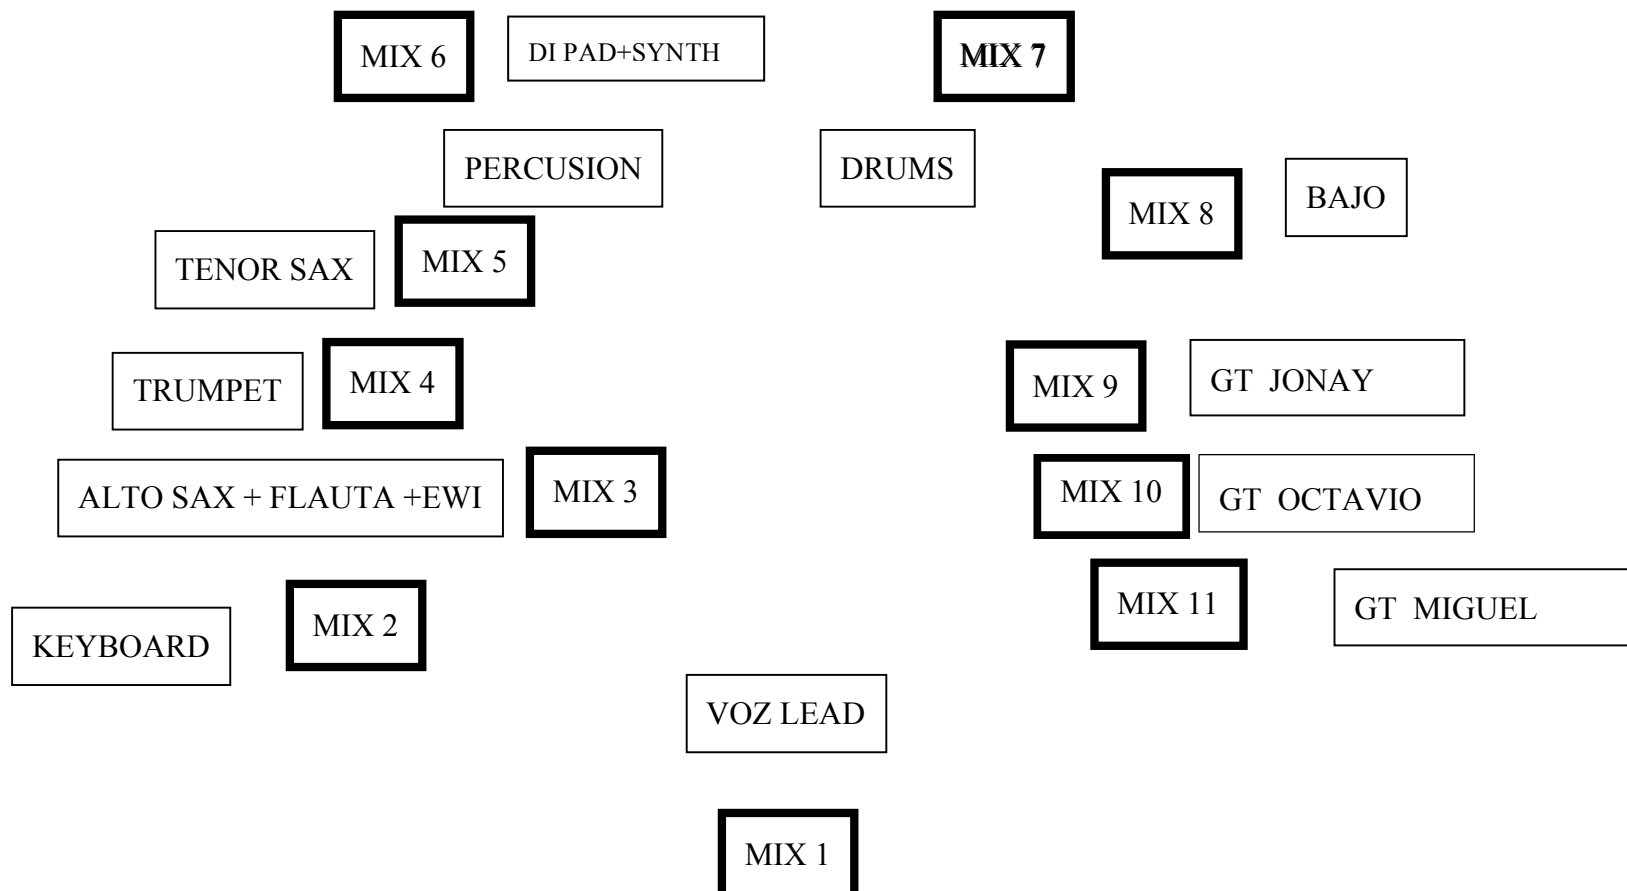 MIX 6
DI PAD+SYNTH
MIX 7
PERCUSION
DRUMS
MIX 8
BAJO
TENOR SAX
MIX 5
TRUMPET
MIX 4
MIX 9
GT JONAY
ALTO SAX + FLAUTA +EWI
MIX 3
MIX 10
GT OCTAVIO
KEYBOARD
MIX 2
MIX 11
GT MIGUEL
VOZ LEAD
MIX 1